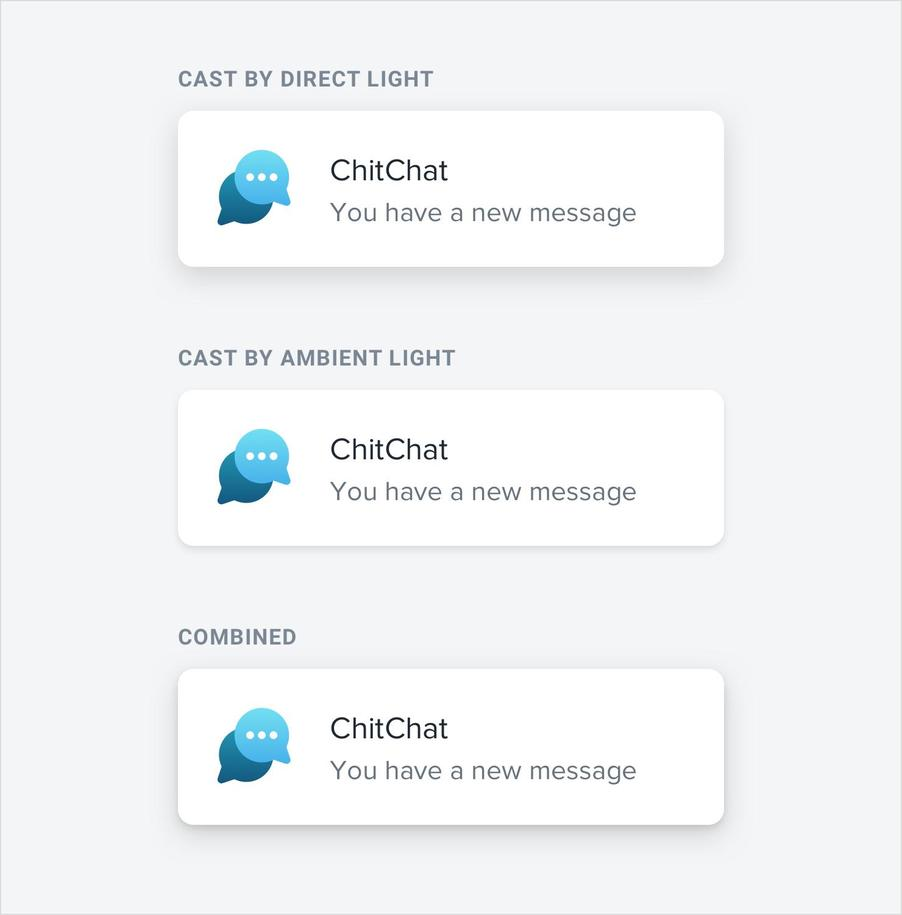 CAST BY DIRECT LIGHT
ChitChat
You have a new message
CAST BY AMBIENT LIGHT
ChitChat
You have a new message
COMBINED
ChitChat
You have a new message